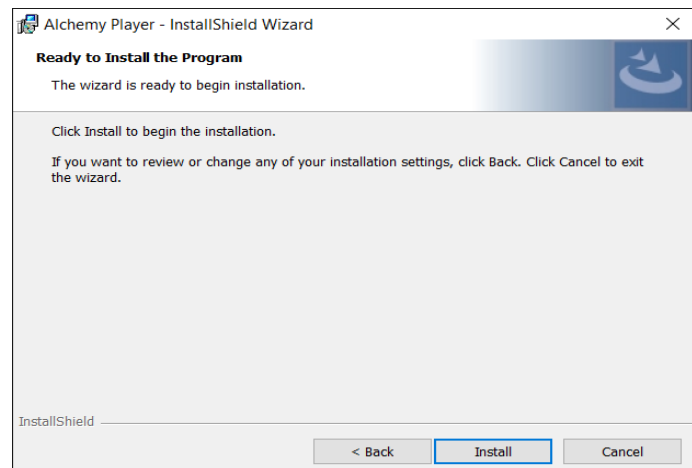 Alchemy Player - InstallShield Wizard
Ready to Install the Program
The wizard is ready to begin installation.
Click Install to begin the installation.
If you want to review or change any of your installation settings, click Back. Click Cancel to exit
the wizard.
InstallShield
< Back
Install
Cancel